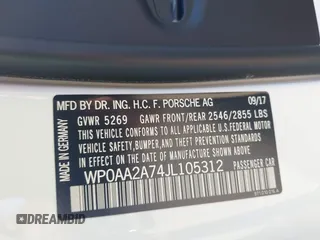 MFD BY DR. ING. H.C. F. PORSCHE AG 09/17
GVWR 5269 GAWR FRONT/REAR 2546/2855 LBS
THIS VEHICLE CONFORMS TO ALL APPLICABLE U.S. FEDERAL MOTOR
VEHICLE SAFETY, BUMPER, AND THEFT PREVENTION STANDARDS IN
EFFECT ON THE DATE OF MANUFACTURE SHOWN ABOVE.
WP0AA2A74JL105312 PASSENGER CAR
MADE IN GERMANY
DREAMBID